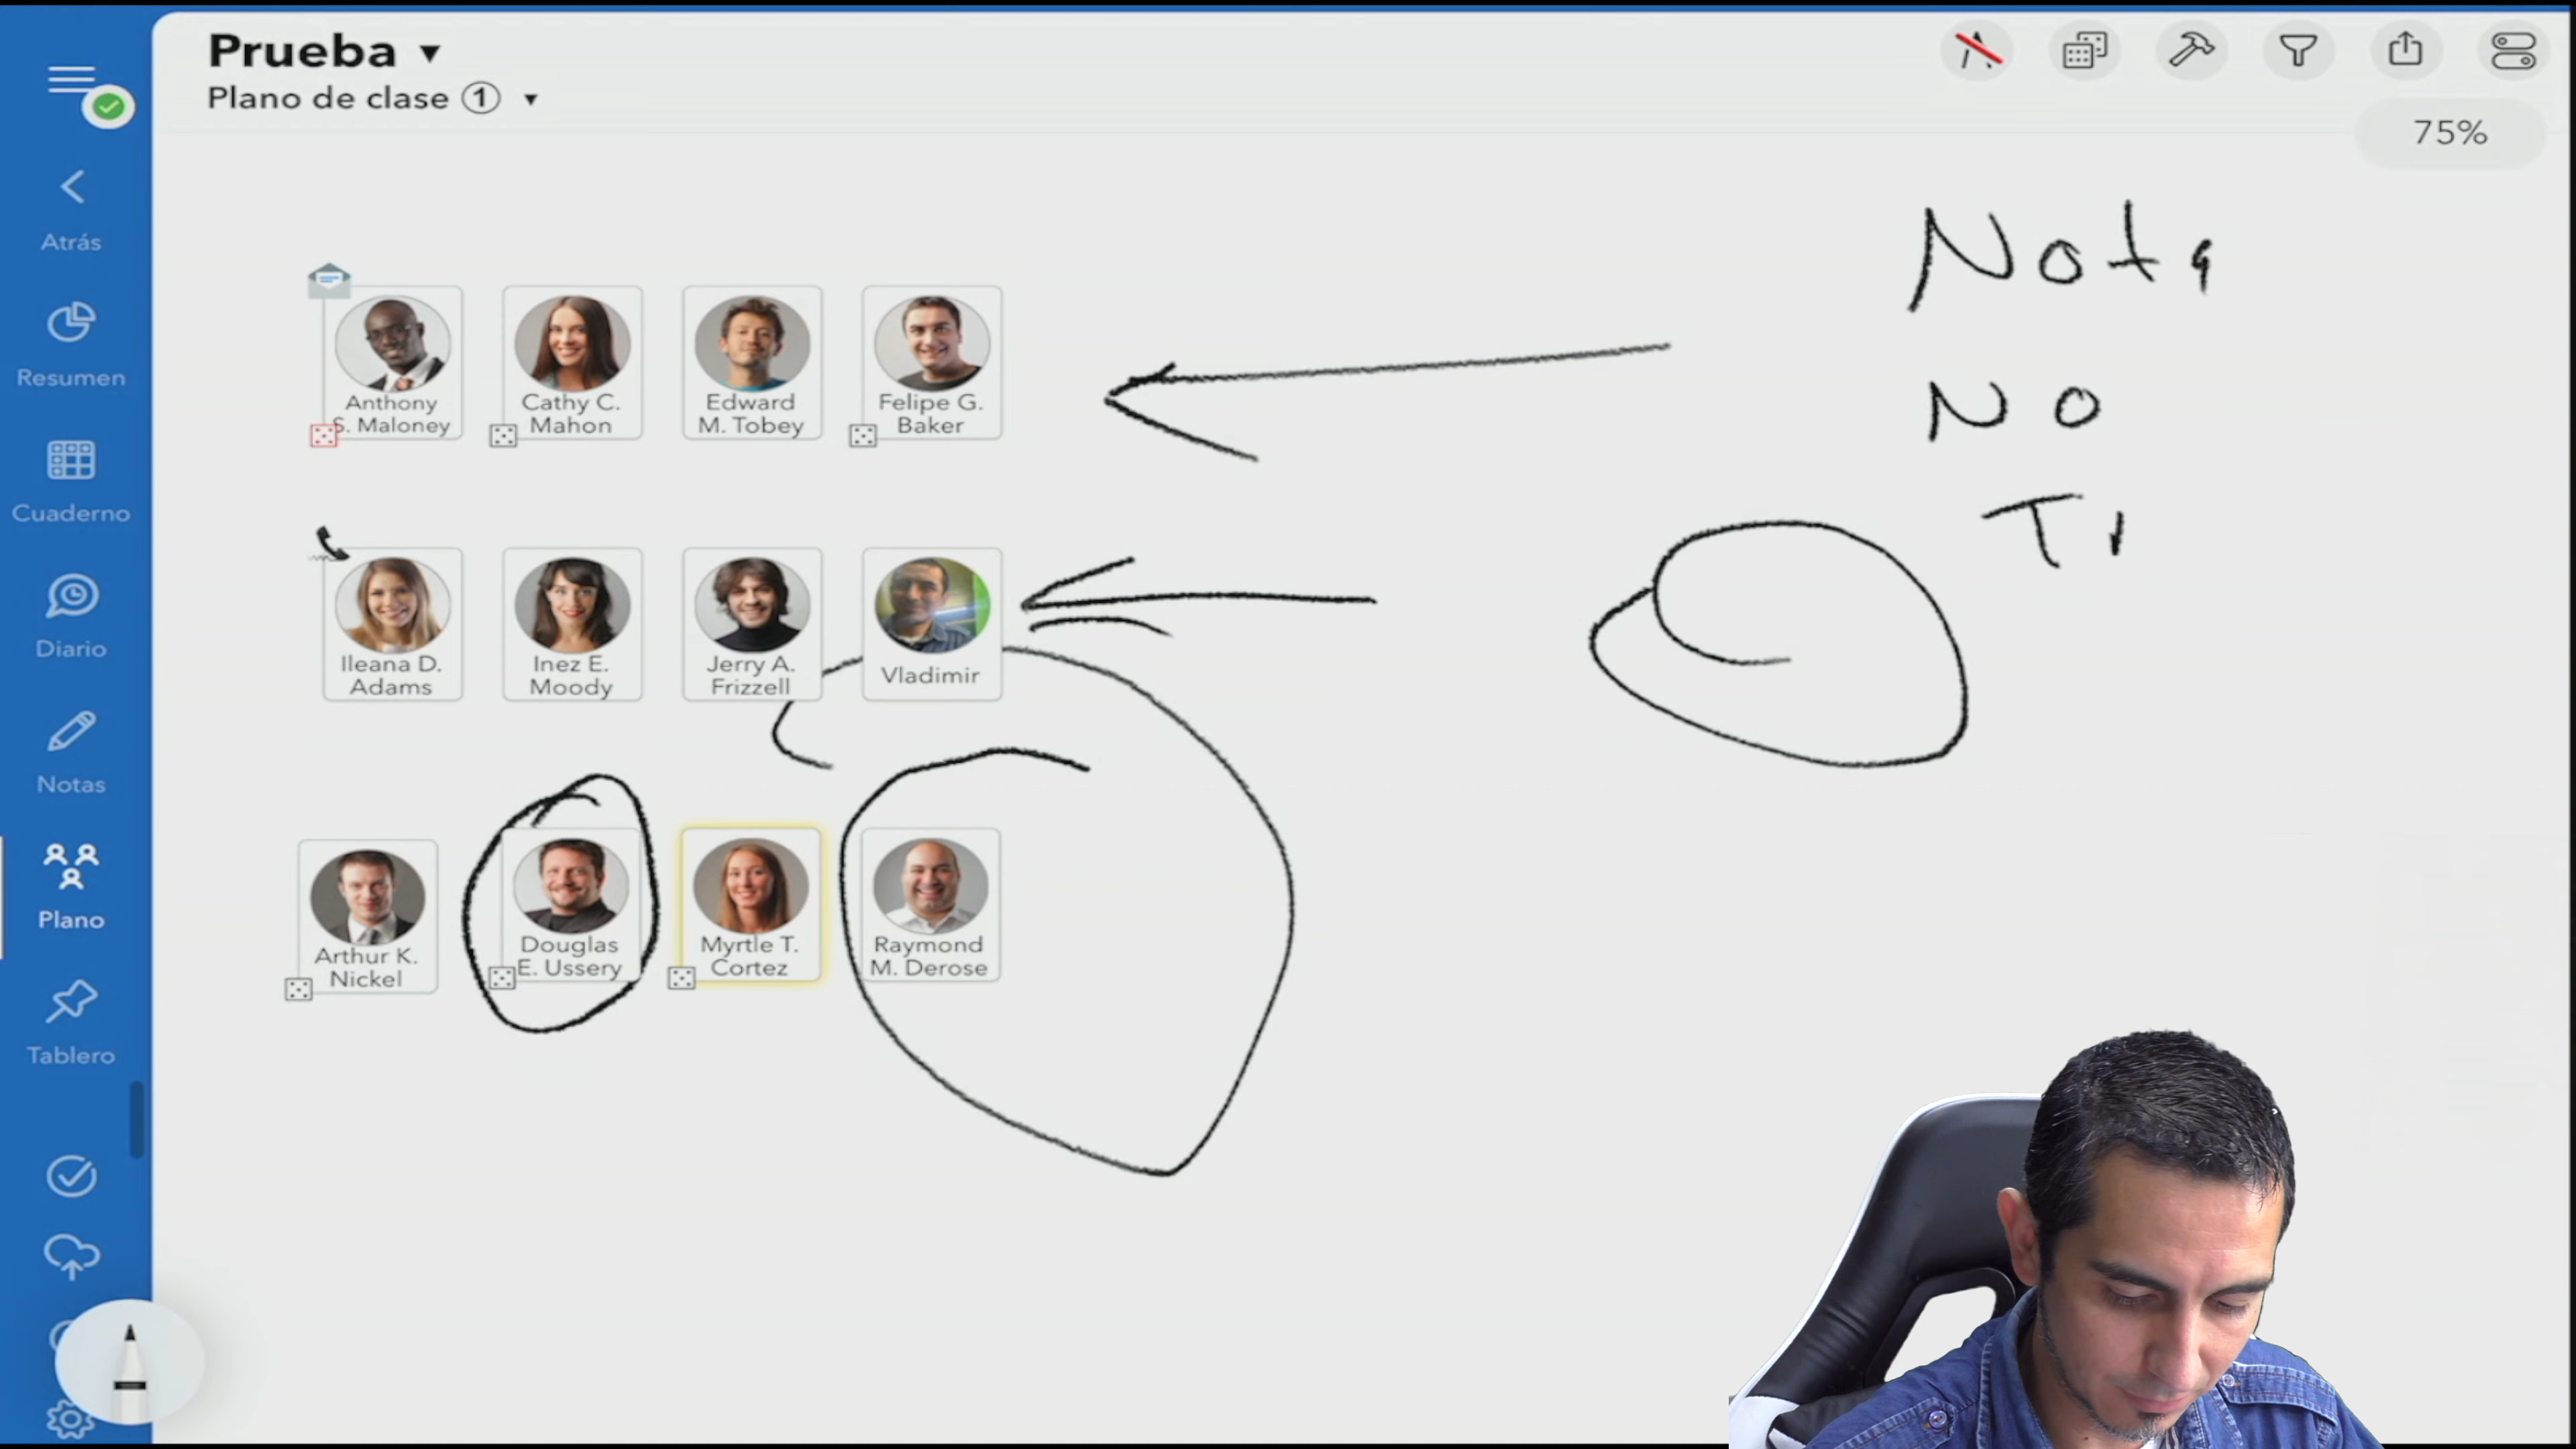 Prueba ▼
Plano de clase ① ▼
75%
Atrás
Resumen
Cuaderno
Diario
Notas
Plano
Tablero
Anthony
S. Maloney
Cathy C.
Mahon
Edward
M. Tobey
Felipe G.
Baker
Ileana D.
Adams
Inez E.
Moody
Jerry A.
Frizzell
Vladimir
Arthur K.
Nickel
Douglas
E. Ussery
Myrtle T.
Cortez
Raymond
M. Derose
Nota
No
Ti